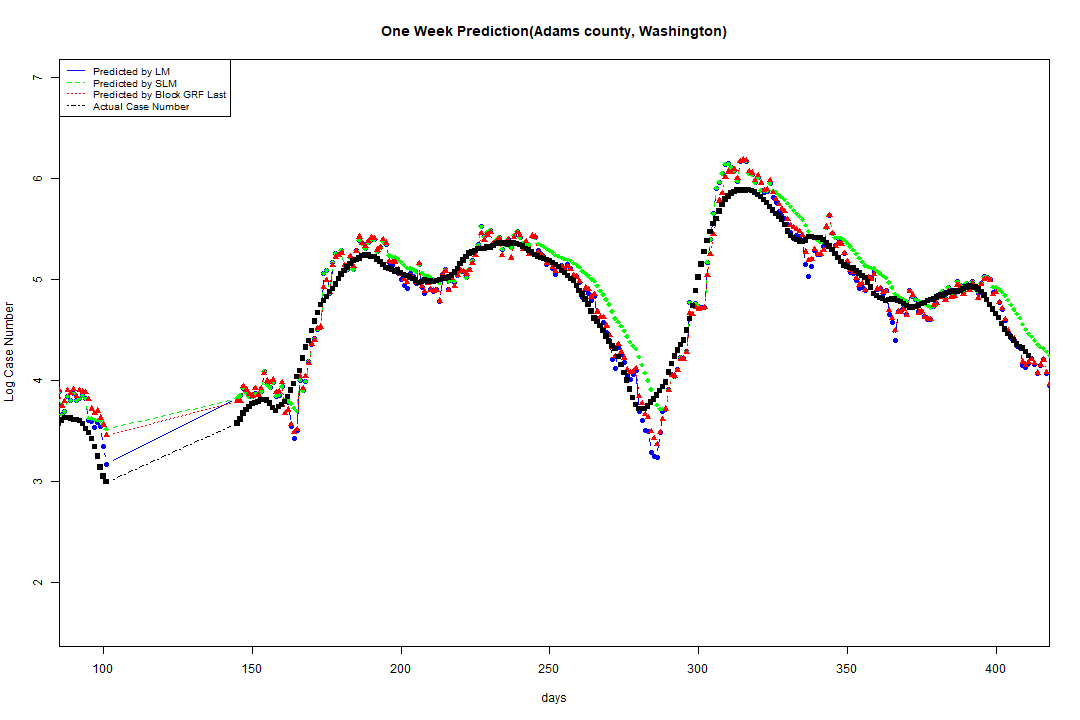 One Week Prediction(Adams county, Washington)
Predicted by LM
Predicted by SLM
Predicted by Block GRF Last
Actual Case Number
7
6
5
4
3
2
Log Case Number
100 150 200 250 300 350 400
days